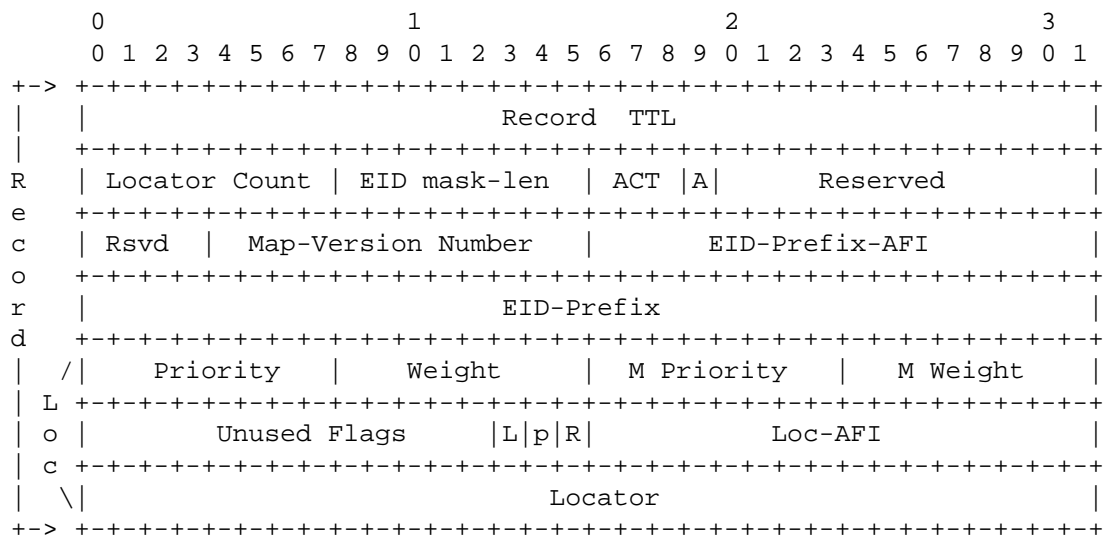 0                   1                   2                   3
        0 1 2 3 4 5 6 7 8 9 0 1 2 3 4 5 6 7 8 9 0 1 2 3 4 5 6 7 8 9 0 1
   +-> +-+-+-+-+-+-+-+-+-+-+-+-+-+-+-+-+-+-+-+-+-+-+-+-+-+-+-+-+-+-+-+-+
   |   |                          Record  TTL                          |
   |   +-+-+-+-+-+-+-+-+-+-+-+-+-+-+-+-+-+-+-+-+-+-+-+-+-+-+-+-+-+-+-+-+
   R   | Locator Count | EID mask-len  | ACT |A|      Reserved         |
   e   +-+-+-+-+-+-+-+-+-+-+-+-+-+-+-+-+-+-+-+-+-+-+-+-+-+-+-+-+-+-+-+-+
   c   | Rsvd  |  Map-Version Number   |       EID-Prefix-AFI          |
   o   +-+-+-+-+-+-+-+-+-+-+-+-+-+-+-+-+-+-+-+-+-+-+-+-+-+-+-+-+-+-+-+-+
   r   |                          EID-Prefix                           |
   d   +-+-+-+-+-+-+-+-+-+-+-+-+-+-+-+-+-+-+-+-+-+-+-+-+-+-+-+-+-+-+-+-+
   |  /|    Priority   |    Weight     |  M Priority   |   M Weight    |
   | L +-+-+-+-+-+-+-+-+-+-+-+-+-+-+-+-+-+-+-+-+-+-+-+-+-+-+-+-+-+-+-+-+
   | o |        Unused Flags     |L|p|R|           Loc-AFI             |
   | c +-+-+-+-+-+-+-+-+-+-+-+-+-+-+-+-+-+-+-+-+-+-+-+-+-+-+-+-+-+-+-+-+
   |  \|                             Locator                           |
   +-> +-+-+-+-+-+-+-+-+-+-+-+-+-+-+-+-+-+-+-+-+-+-+-+-+-+-+-+-+-+-+-+-+